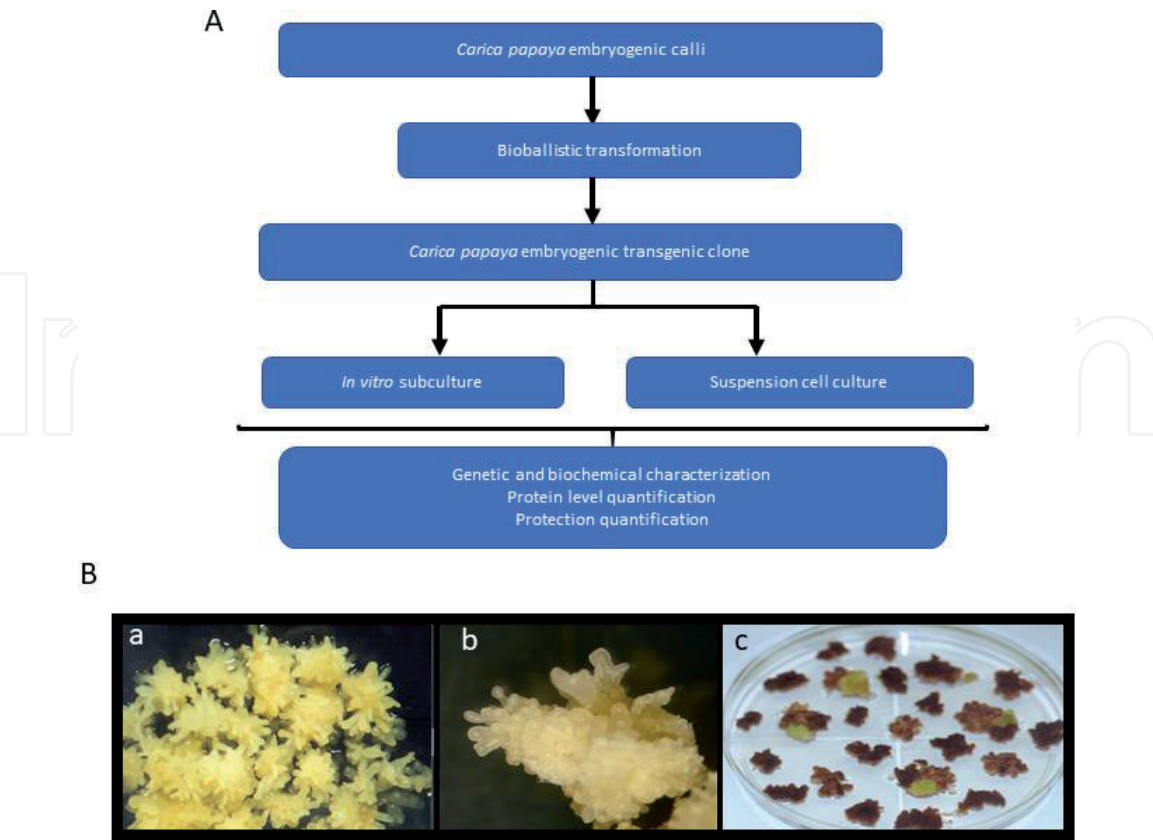 A
Carica papaya embryogenic calli
Bioballistic transformation
Carica papaya embryogenic transgenic clone
In vitro subculture
Suspension cell culture
Genetic and biochemical characterization
Protein level quantification
Protection quantification
B
a
b
c